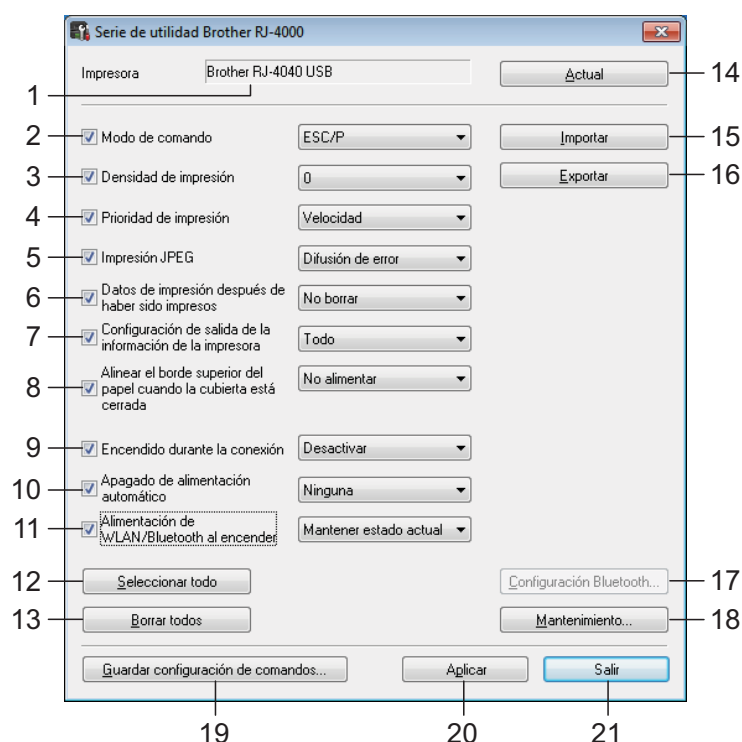 Serie de utilidad Brother RJ-4000
Impresora
Brother RJ-4040 USB
Actual
14
1
2
Modo de comando
ESC/P
Importar
15
3
Densidad de impresión
0
Exportar
16
4
Prioridad de impresión
Velocidad
5
Impresión JPEG
Difusión de error
6
Datos de impresión después de
haber sido impresos
No borrar
7
Configuración de salida de la
información de la impresora
Todo
8
Alinear el borde superior del
papel cuando la cubierta está
cerrada
No alimentar
9
Encendido durante la conexión
Desactivar
10
Apagado de alimentación
automático
Ninguna
11
Alimentación de
WLAN/Bluetooth al encender
Mantener estado actual
12
Seleccionar todo
Configuración Bluetooth...
17
13
Borrar todos
Mantenimiento...
18
Guardar configuración de comandos...
Aplicar
Salir
19
20
21